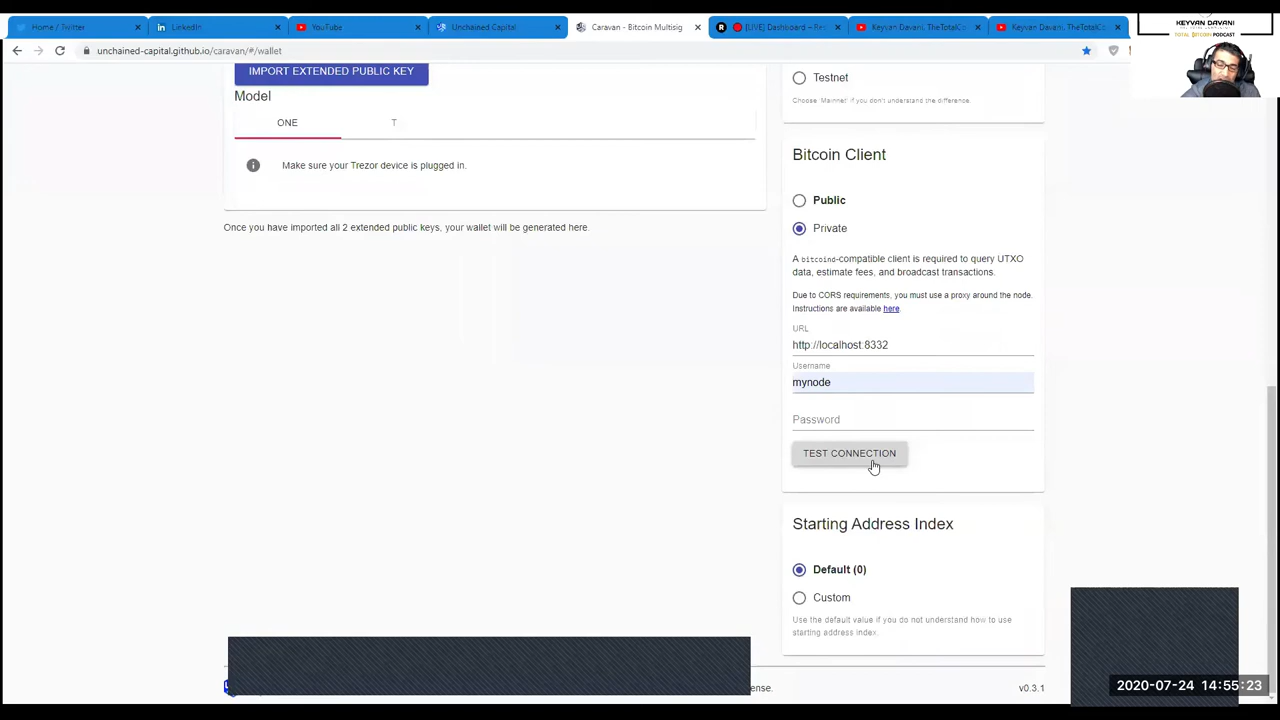 Home / Twitter
LinkedIn
YouTube
Unchained Capital
Caravan - Bitcoin Multisig
[LIVE] Dashboard - Res
Keyvan Davani, TheTotalCo
Keyvan Davani, TheTotalCo
KEYVAN DAVANI
TOTAL BITCOIN PODCAST
unchained-capital.github.io/caravan/#/wallet
IMPORT EXTENDED PUBLIC KEY
Model
ONE
T
Make sure your Trezor device is plugged in.
Once you have imported all 2 extended public keys, your wallet will be generated here.
Testnet
Choose 'Mainnet' if you don't understand the difference.
Bitcoin Client
Public
Private
A bitcoind-compatible client is required to query UTXO
data, estimate fees, and broadcast transactions.
Due to CORS requirements, you must use a proxy around the node.
Instructions are available here.
URL
http://localhost:8332
Username
mynode
Password
TEST CONNECTION
Starting Address Index
Default (0)
Custom
Use the default value if you do not understand how to use
starting address index.
ense.
v0.3.1
2020-07-24 14:55:23